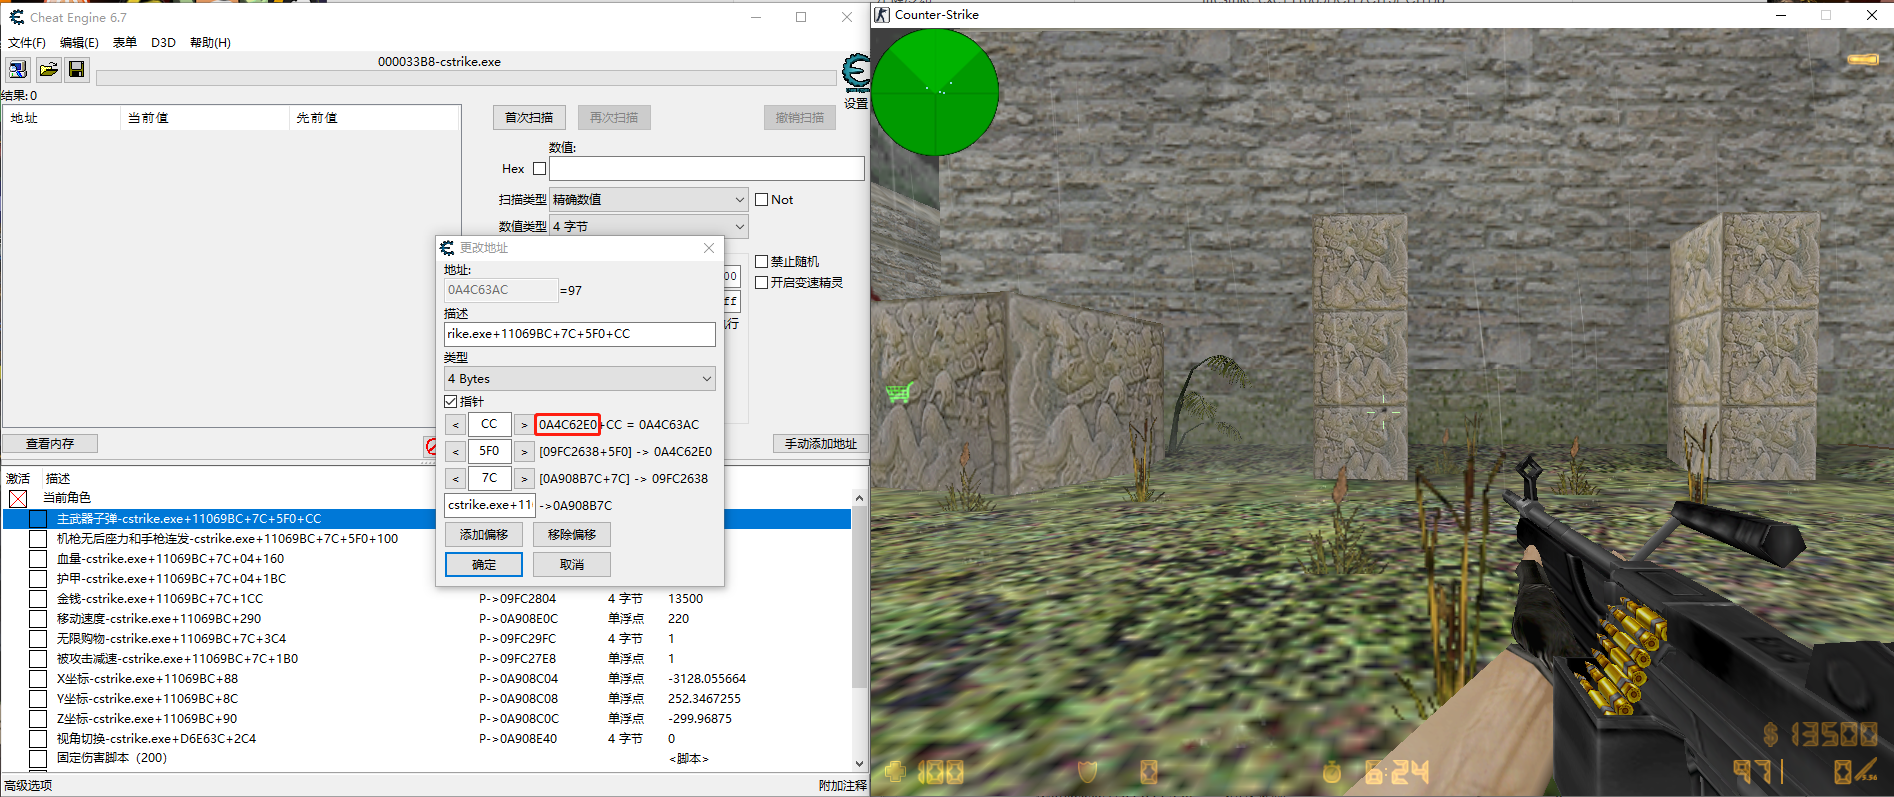 Cheat Engine 6.7
文件(F) 编辑(E) 表单 D3D 帮助(H)
000033B8-cstrike.exe
设置
结果: 0
地址 当前值 先前值
首次扫描 再次扫描 撤销扫描
数值:
Hex
扫描类型 精确数值 Not
数值类型 4 字节
禁止随机
开启变速精灵
00
ff
执行
更改地址
地址:
0A4C63AC =97
描述
rike.exe+11069BC+7C+5F0+CC
类型
4 Bytes
指针
< CC > 0A4C62E0+CC = 0A4C63AC
< 5F0 > [09FC2638+5F0] -> 0A4C62E0
< 7C > [0A908B7C+7C] -> 09FC2638
cstrike.exe+11 ->0A908B7C
添加偏移 移除偏移
确定 取消
查看内存 手动添加地址
激活 描述
当前角色
主武器子弹-cstrike.exe+11069BC+7C+5F0+CC
机枪无后座力和手枪连发-cstrike.exe+11069BC+7C+5F0+100
血量-cstrike.exe+11069BC+7C+04+160
护甲-cstrike.exe+11069BC+7C+04+1BC
金钱-cstrike.exe+11069BC+7C+1CC P->09FC2804 4 字节 13500
移动速度-cstrike.exe+11069BC+290 P->0A908E0C 单浮点 220
无限购物-cstrike.exe+11069BC+7C+3C4 P->09FC29FC 4 字节 1
被攻击减速-cstrike.exe+11069BC+7C+1B0 P->09FC27E8 单浮点 1
X坐标-cstrike.exe+11069BC+88 P->0A908C04 单浮点 -3128.055664
Y坐标-cstrike.exe+11069BC+8C P->0A908C08 单浮点 252.3467255
Z坐标-cstrike.exe+11069BC+90 P->0A908C0C 单浮点 -299.96875
视角切换-cstrike.exe+D6E63C+2C4 P->0A908E40 4 字节 0
固定伤害脚本（200） <脚本>
高级选项 附加注释
Counter-Strike
$ 13500
100 0 6:24 97| 0
5.56